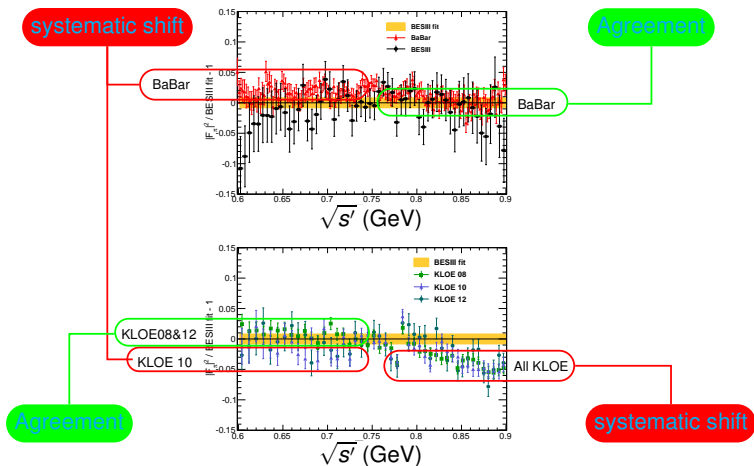 systematic shift
Agreement
BaBar
BaBar
0.15
0.1
0.05
0
-0.05
-0.1
-0.15
|F_π|² / BESIII fit - 1
BESIII fit
BaBar
BESIII
0.6
0.65
0.7
0.75
0.8
0.85
0.9
√s′ (GeV)
0.15
0.1
0.05
0
-0.05
-0.1
-0.15
|F_π|² / BESIII fit - 1
BESIII fit
KLOE 08
KLOE 10
KLOE 12
KLOE08&12
KLOE 10
All KLOE
0.6
0.65
0.7
0.75
0.8
0.85
0.9
√s′ (GeV)
Agreement
systematic shift